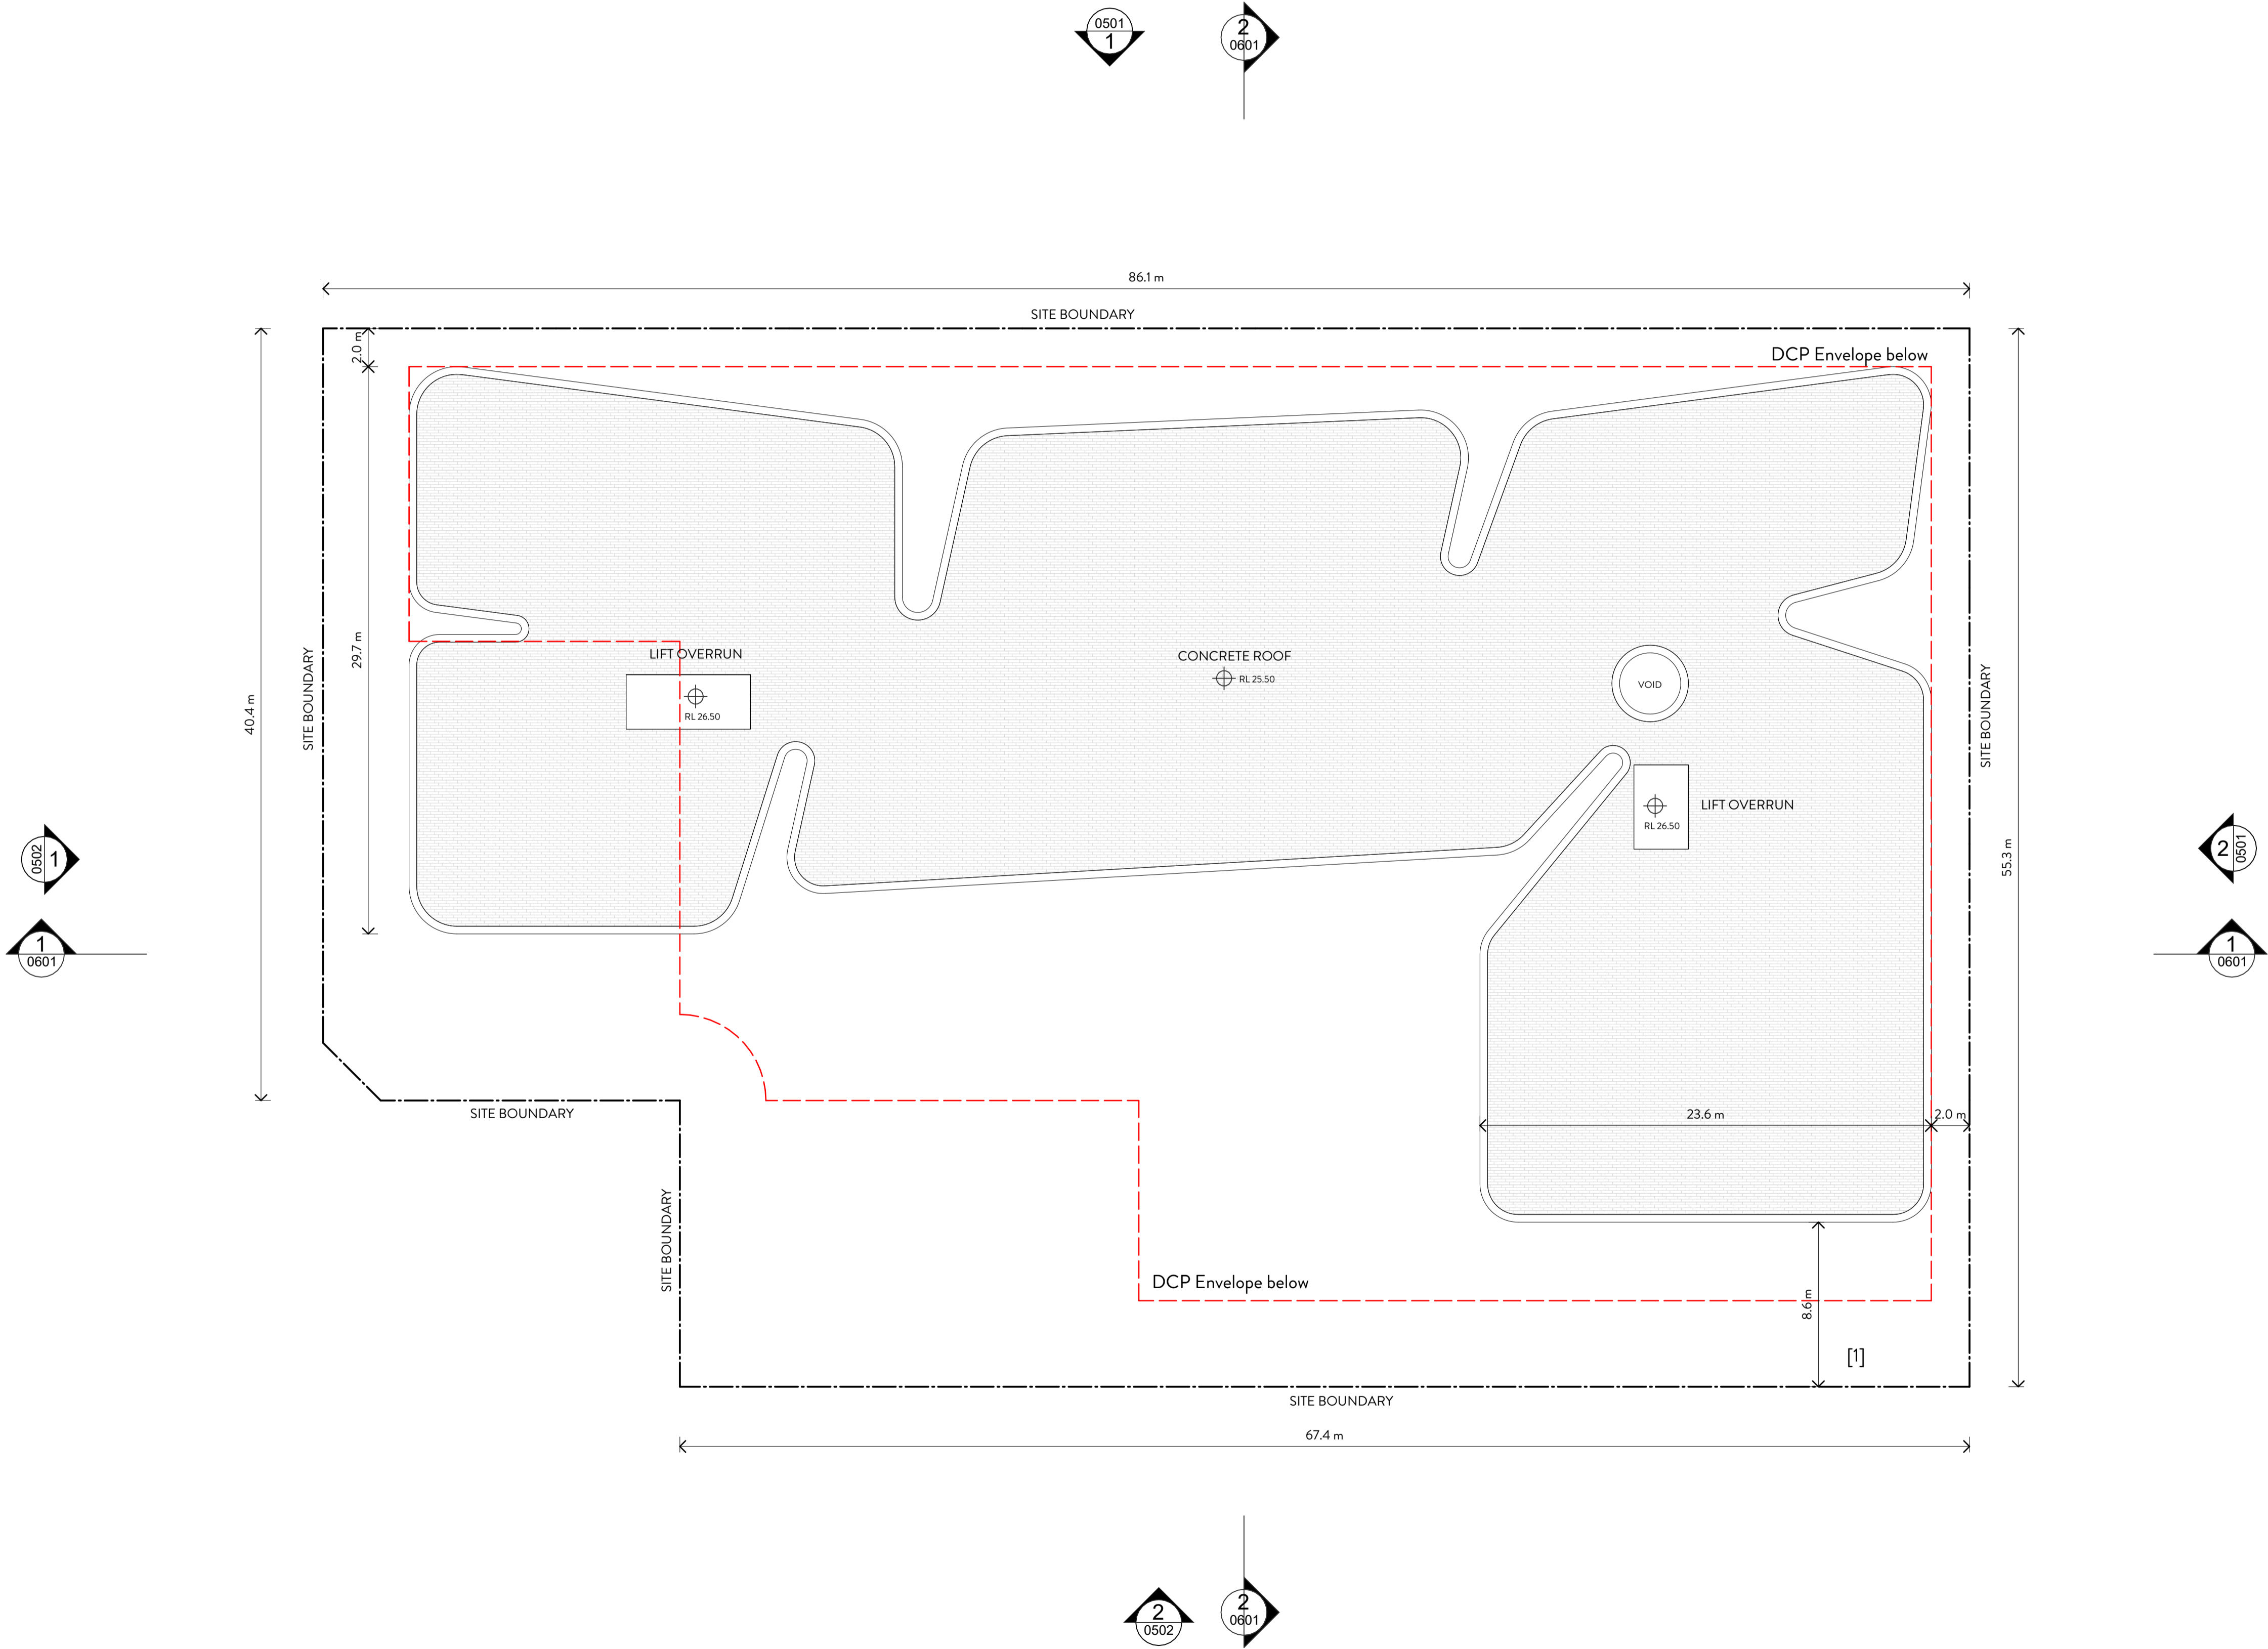 0501
1
2
0601
86.1 m
SITE BOUNDARY
2.0 m
DCP Envelope below
29.7 m
40.4 m
SITE BOUNDARY
LIFT OVERRUN
RL 26.50
CONCRETE ROOF
RL 25.50
VOID
SITE BOUNDARY
LIFT OVERRUN
RL 26.50
55.3 m
0502
1
2
0501
1
0601
1
0601
SITE BOUNDARY
23.6 m
2.0 m
SITE BOUNDARY
DCP Envelope below
8.6 m
[1]
SITE BOUNDARY
67.4 m
2
0502
2
0601